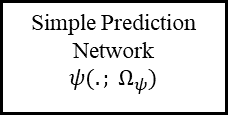 Simple Prediction
Network
ψ(.; Ω_ψ)